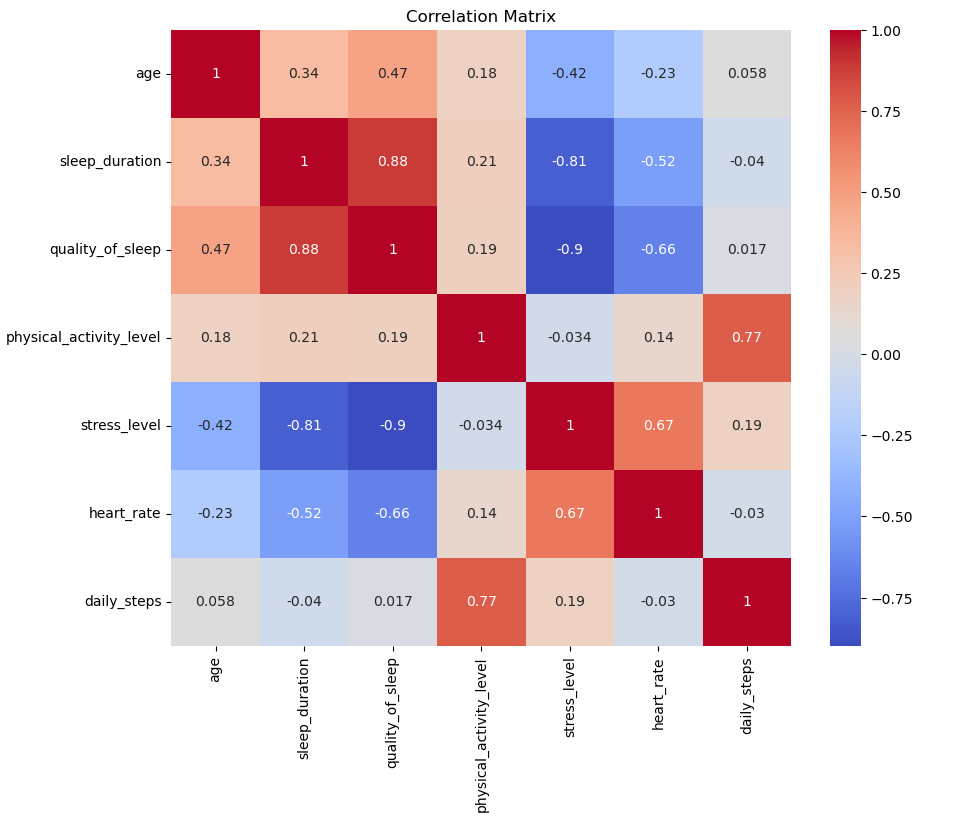 Correlation Matrix
age 1 0.34 0.47 0.18 -0.42 -0.23 0.058
sleep_duration 0.34 1 0.88 0.21 -0.81 -0.52 -0.04
quality_of_sleep 0.47 0.88 1 0.19 -0.9 -0.66 0.017
physical_activity_level 0.18 0.21 0.19 1 -0.034 0.14 0.77
stress_level -0.42 -0.81 -0.9 -0.034 1 0.67 0.19
heart_rate -0.23 -0.52 -0.66 0.14 0.67 1 -0.03
daily_steps 0.058 -0.04 0.017 0.77 0.19 -0.03 1
age
sleep_duration
quality_of_sleep
physical_activity_level
stress_level
heart_rate
daily_steps
1.00
0.75
0.50
0.25
0.00
−0.25
−0.50
−0.75